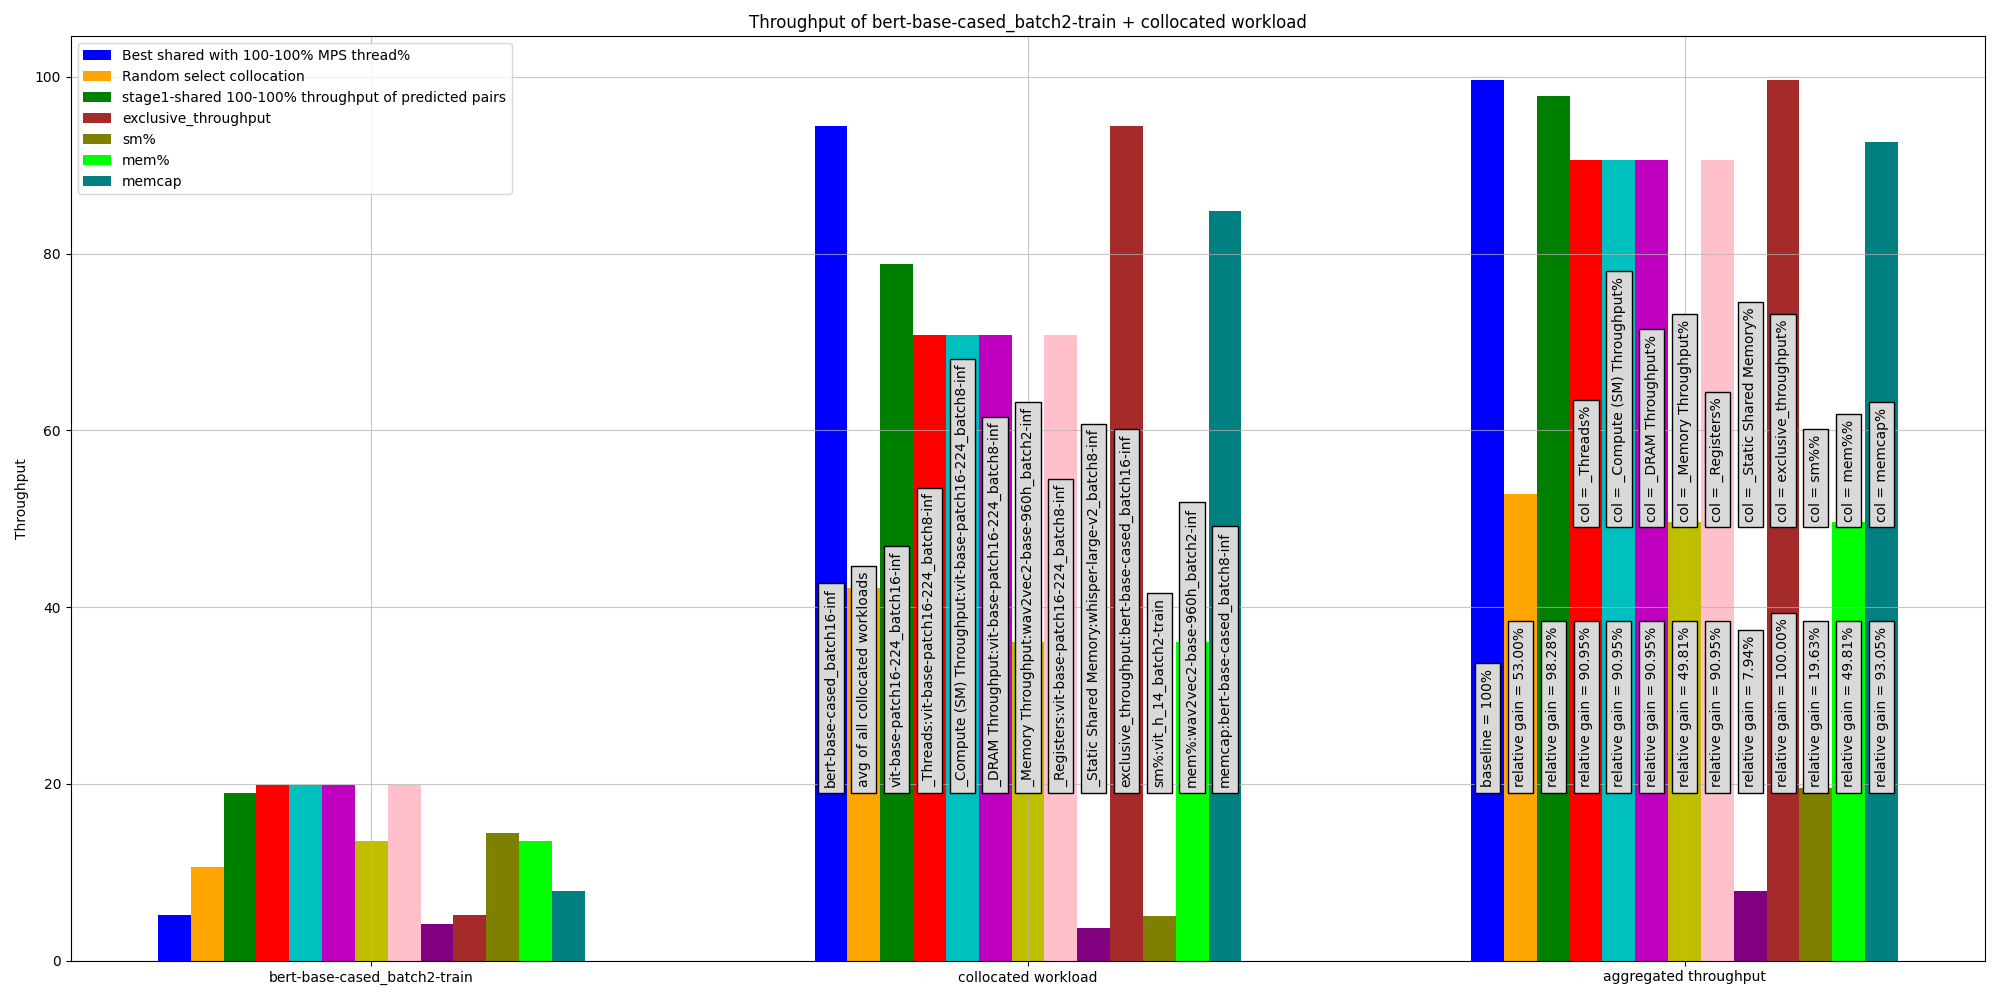 Throughput of bert-base-cased_batch2-train + collocated workload
Best shared with 100-100% MPS thread%
Random select collocation
stage1-shared 100-100% throughput of predicted pairs
exclusive_throughput
sm%
mem%
memcap
Throughput
100
80
60
40
20
0
bert-base-cased_batch16-inf
avg of all collocated workloads
vit-base-patch16-224_batch16-inf
_Threads:vit-base-patch16-224_batch8-inf
_Compute (SM) Throughput:vit-base-patch16-224_batch8-inf
_DRAM Throughput:vit-base-patch16-224_batch8-inf
_Memory Throughput:wav2vec2-base-960h_batch2-inf
_Registers:vit-base-patch16-224_batch8-inf
_Static Shared Memory:whisper-large-v2_batch8-inf
exclusive_throughput:bert-base-cased_batch16-inf
sm%:vit_h_14_batch2-train
mem%:wav2vec2-base-960h_batch2-inf
memcap:bert-base-cased_batch8-inf
col = _Threads%
col = _Compute (SM) Throughput%
col = _DRAM Throughput%
col = _Memory Throughput%
col = _Registers%
col = _Static Shared Memory%
col = exclusive_throughput%
col = sm%%
col = mem%%
col = memcap%
baseline = 100%
relative gain = 53.00%
relative gain = 98.28%
relative gain = 90.95%
relative gain = 90.95%
relative gain = 90.95%
relative gain = 49.81%
relative gain = 90.95%
relative gain = 7.94%
relative gain = 100.00%
relative gain = 19.63%
relative gain = 49.81%
relative gain = 93.05%
bert-base-cased_batch2-train
collocated workload
aggregated throughput